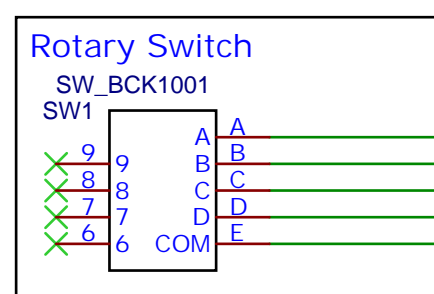 Rotary Switch
SW_BCK1001
SW1
A A
B B
9 9
C C
8 8
D D
7 7
COM E
6 6